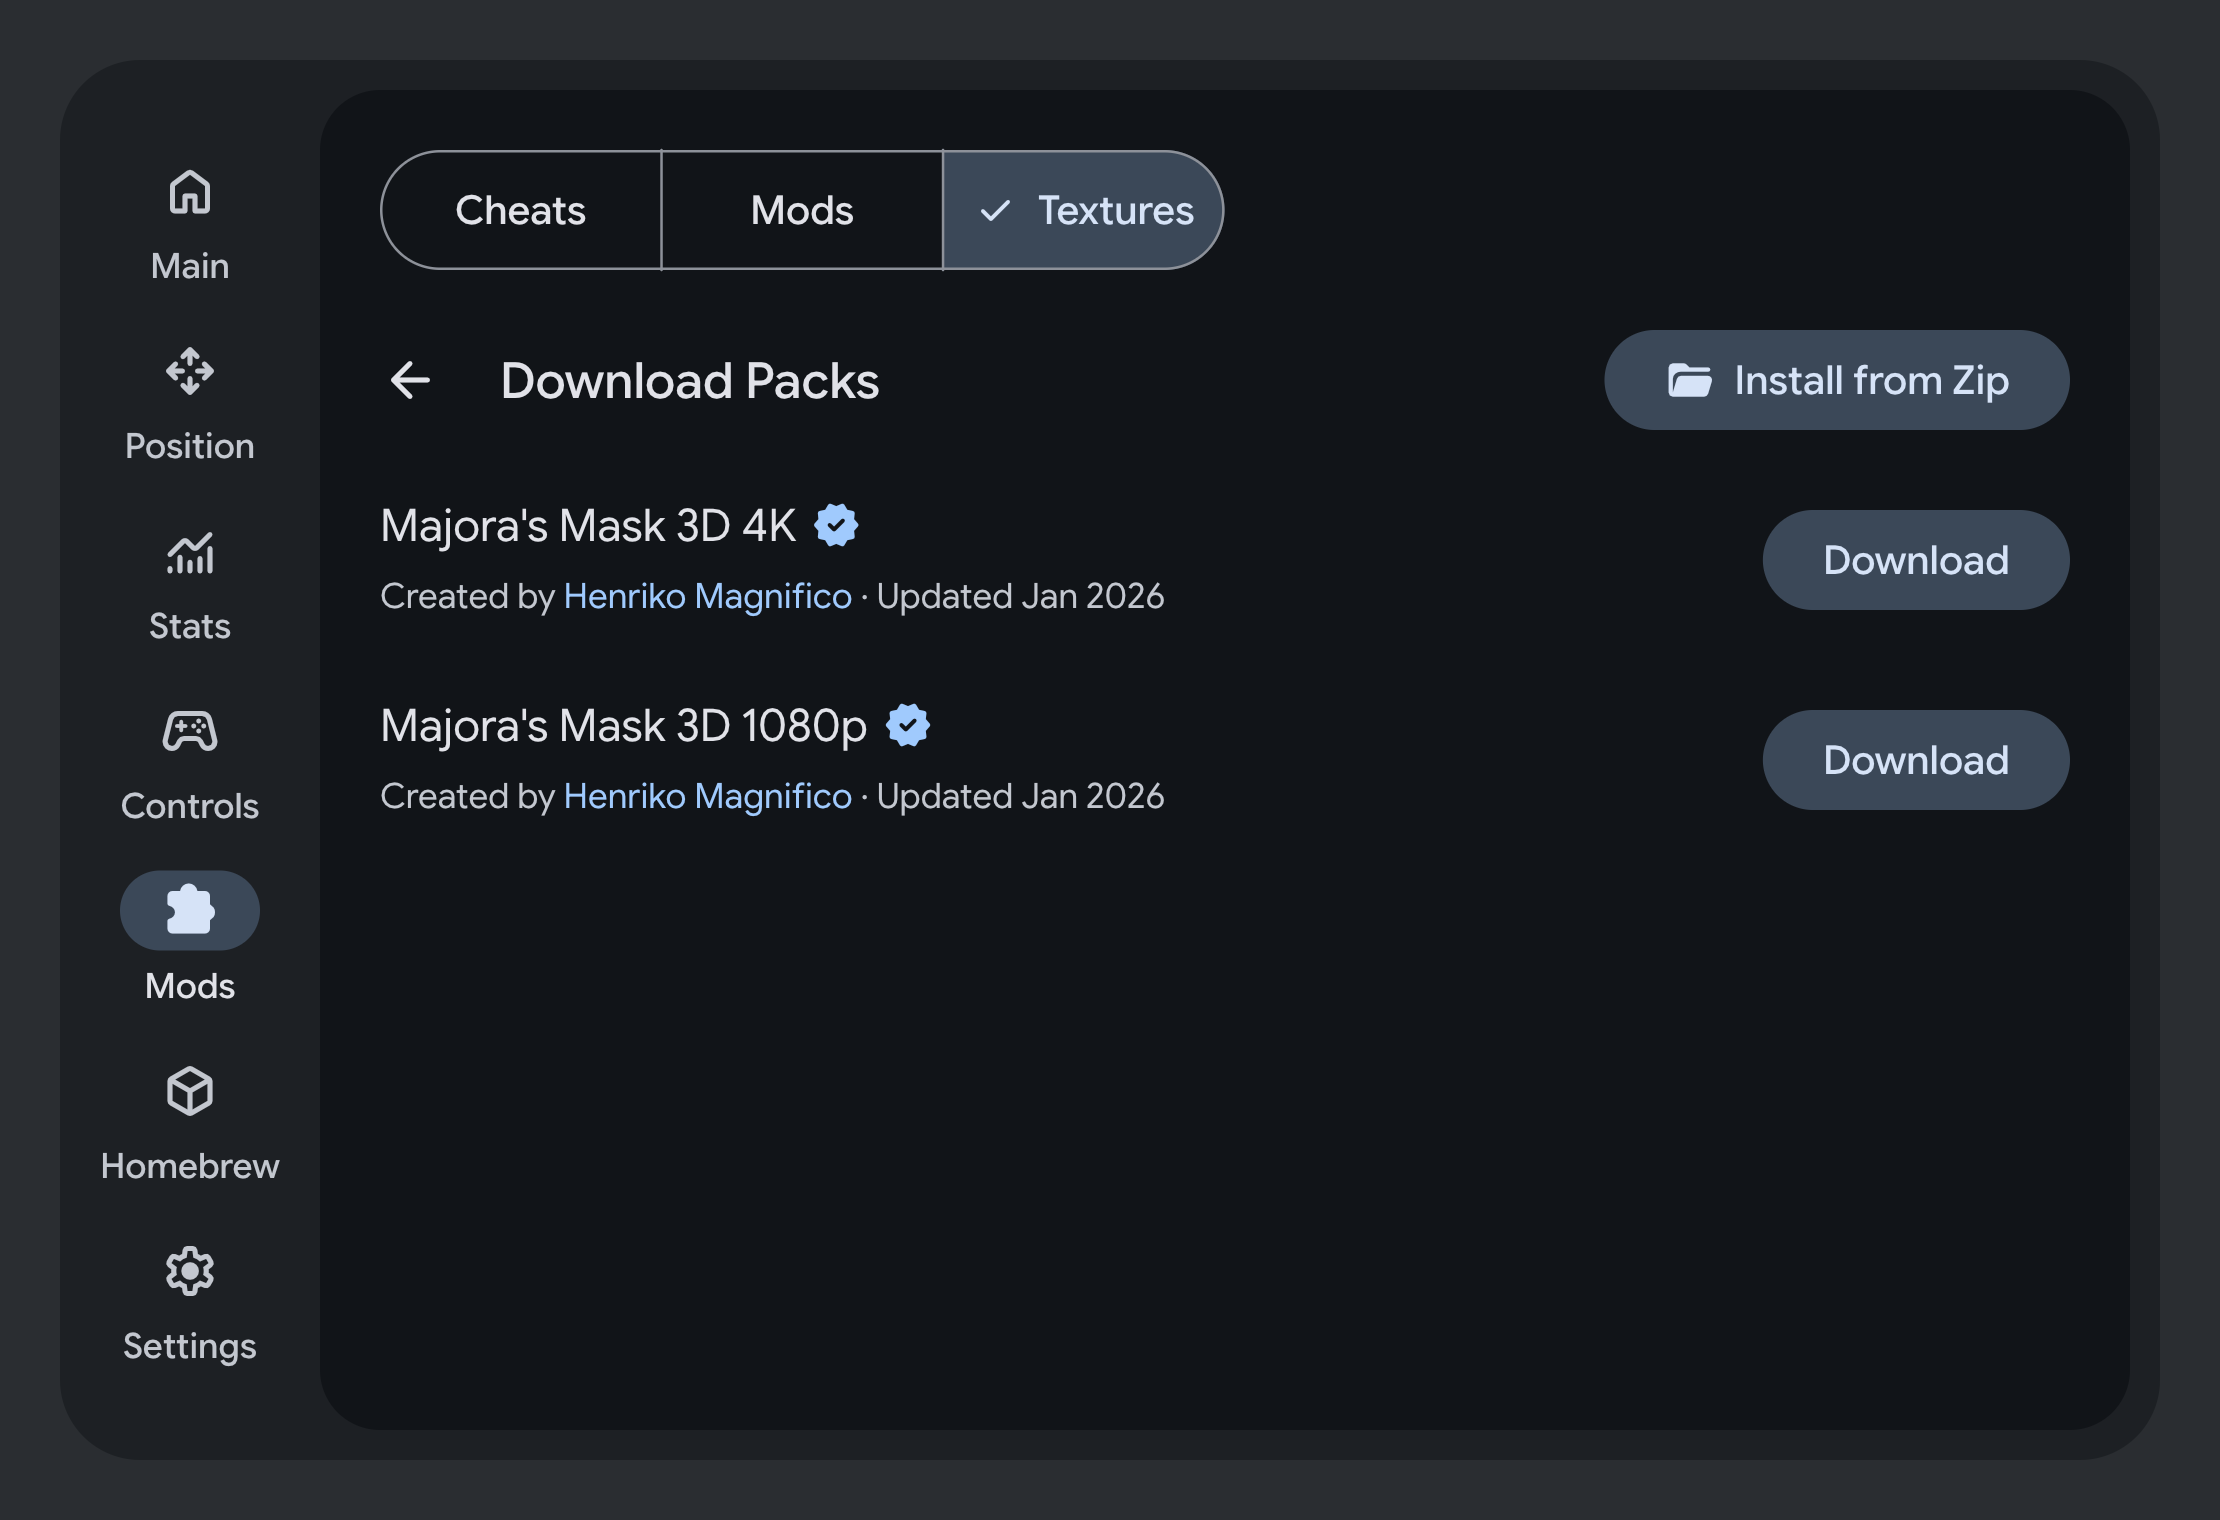 Main
Position
Stats
Controls
Mods
Homebrew
Settings
Cheats
Mods
Textures
Download Packs
Install from Zip
Majora's Mask 3D 4K
Created by Henriko Magnifico · Updated Jan 2026
Download
Majora's Mask 3D 1080p
Created by Henriko Magnifico · Updated Jan 2026
Download